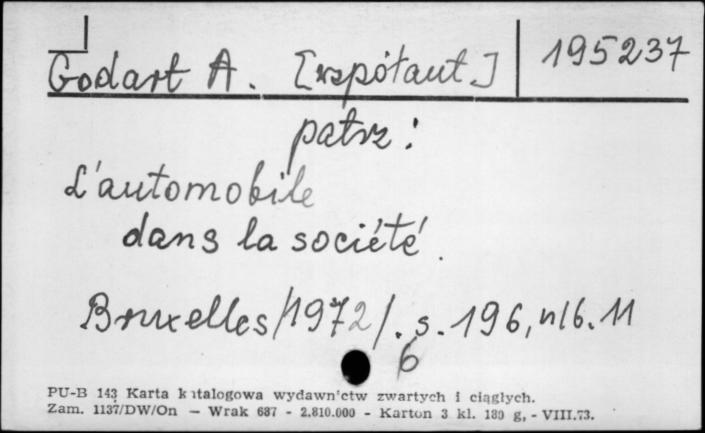 Godart A. [współaut.] 195237
patrz:
L'automobile
dans la société.
Bruxelles /1972/. s. 196, nlb. 11
6
PU-B 143 Karta katalogowa wydawnictw zwartych i ciągłych.
Zam. 1137/DW/On — Wrak 687 - 2.810.000 - Karton 3 kl. 180 g, - VIII.73.